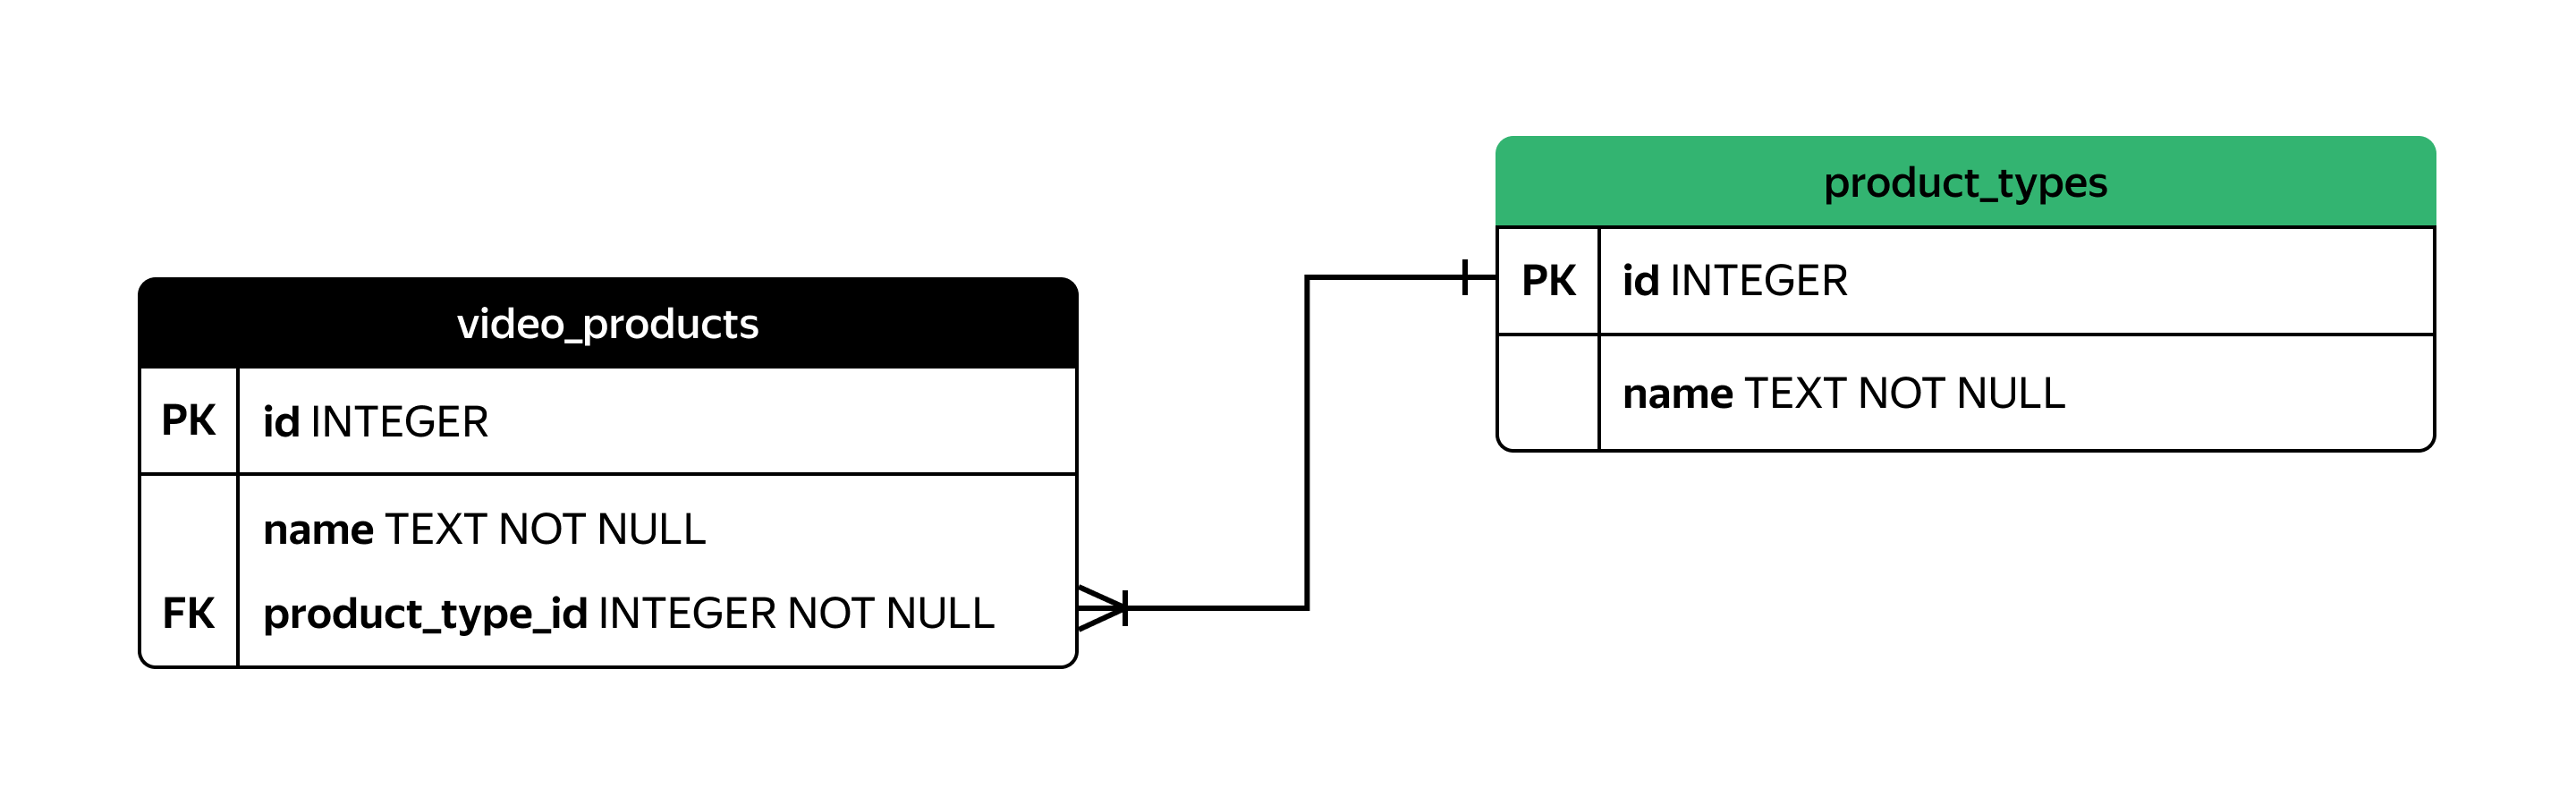 video_products
PK id INTEGER
name TEXT NOT NULL
FK product_type_id INTEGER NOT NULL
product_types
PK id INTEGER
name TEXT NOT NULL